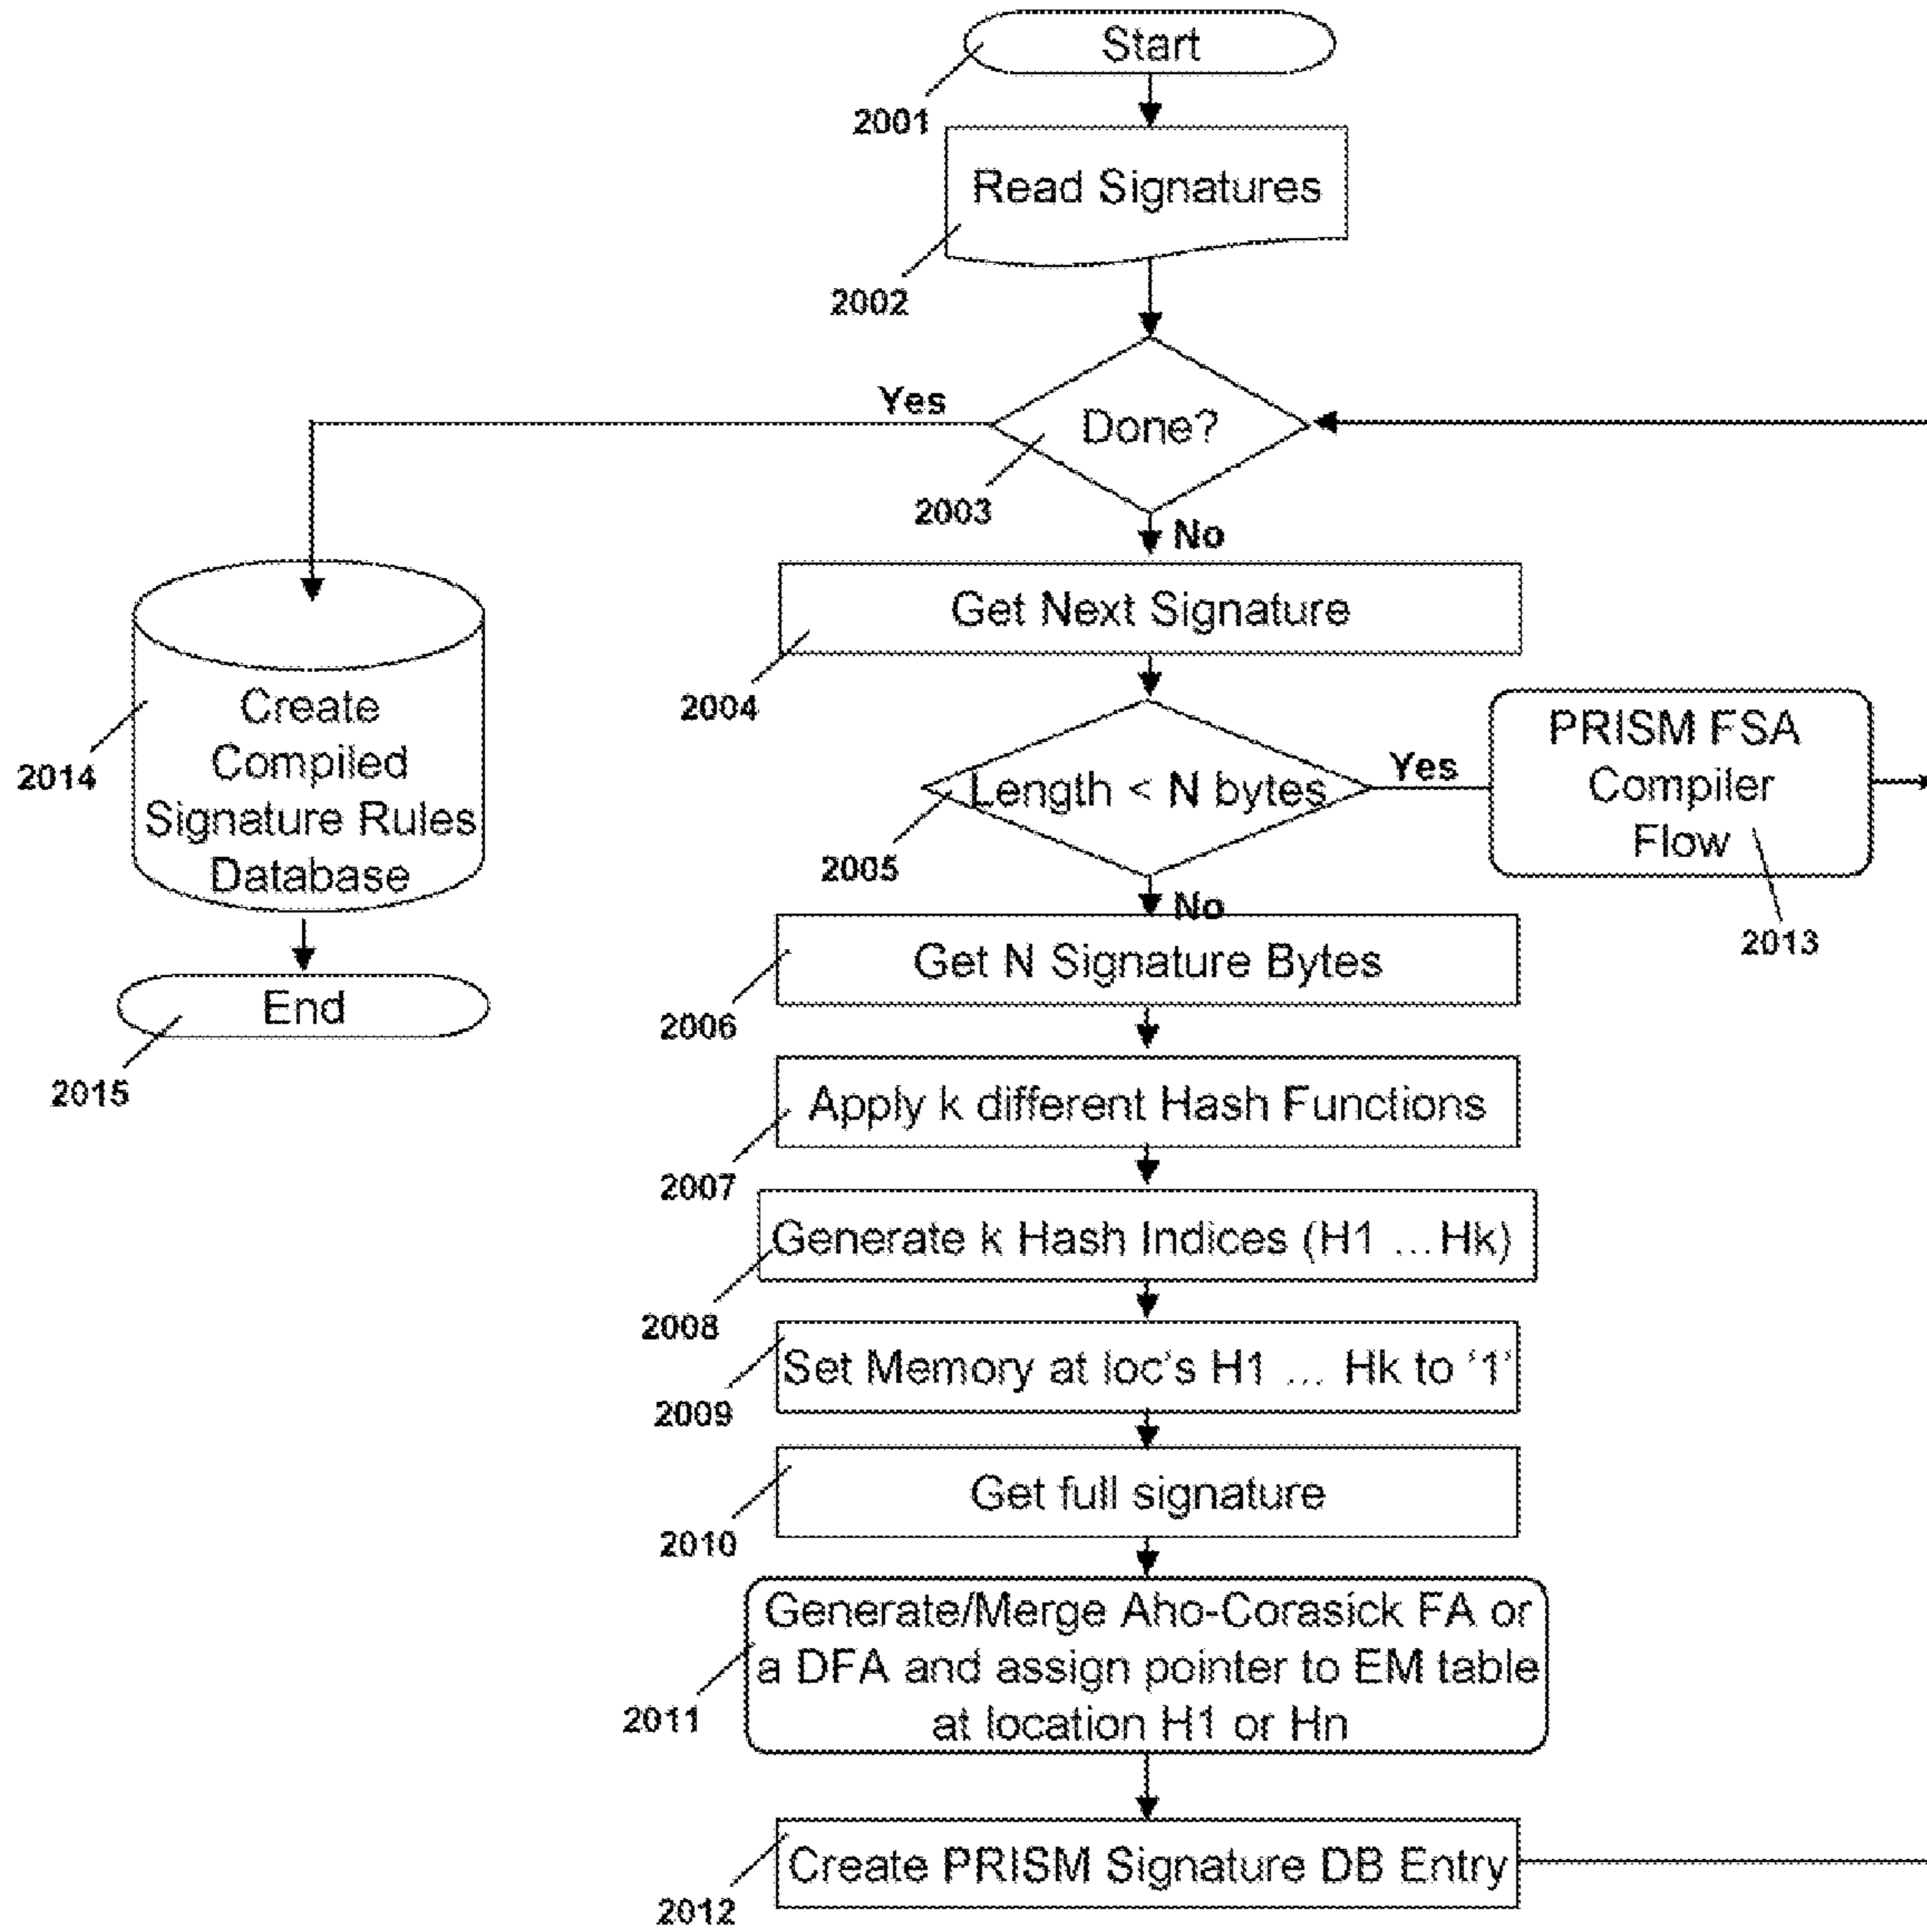 Start
2001
Read Signatures
2002
Yes
Done?
2003
No
Get Next Signature
2004
Create
Compiled
Signature Rules
Database
2014
Length < N bytes
Yes
2005
PRISM FSA
Compiler
Flow
2013
No
Get N Signature Bytes
2006
End
2015
Apply k different Hash Functions
2007
Generate k Hash Indices (H1 ...Hk)
2008
Set Memory at loc's H1 ... Hk to '1'
2009
Get full signature
2010
Generate/Merge Aho-Corasick FA or
a DFA and assign pointer to EM table
at location H1 or Hn
2011
Create PRISM Signature DB Entry
2012